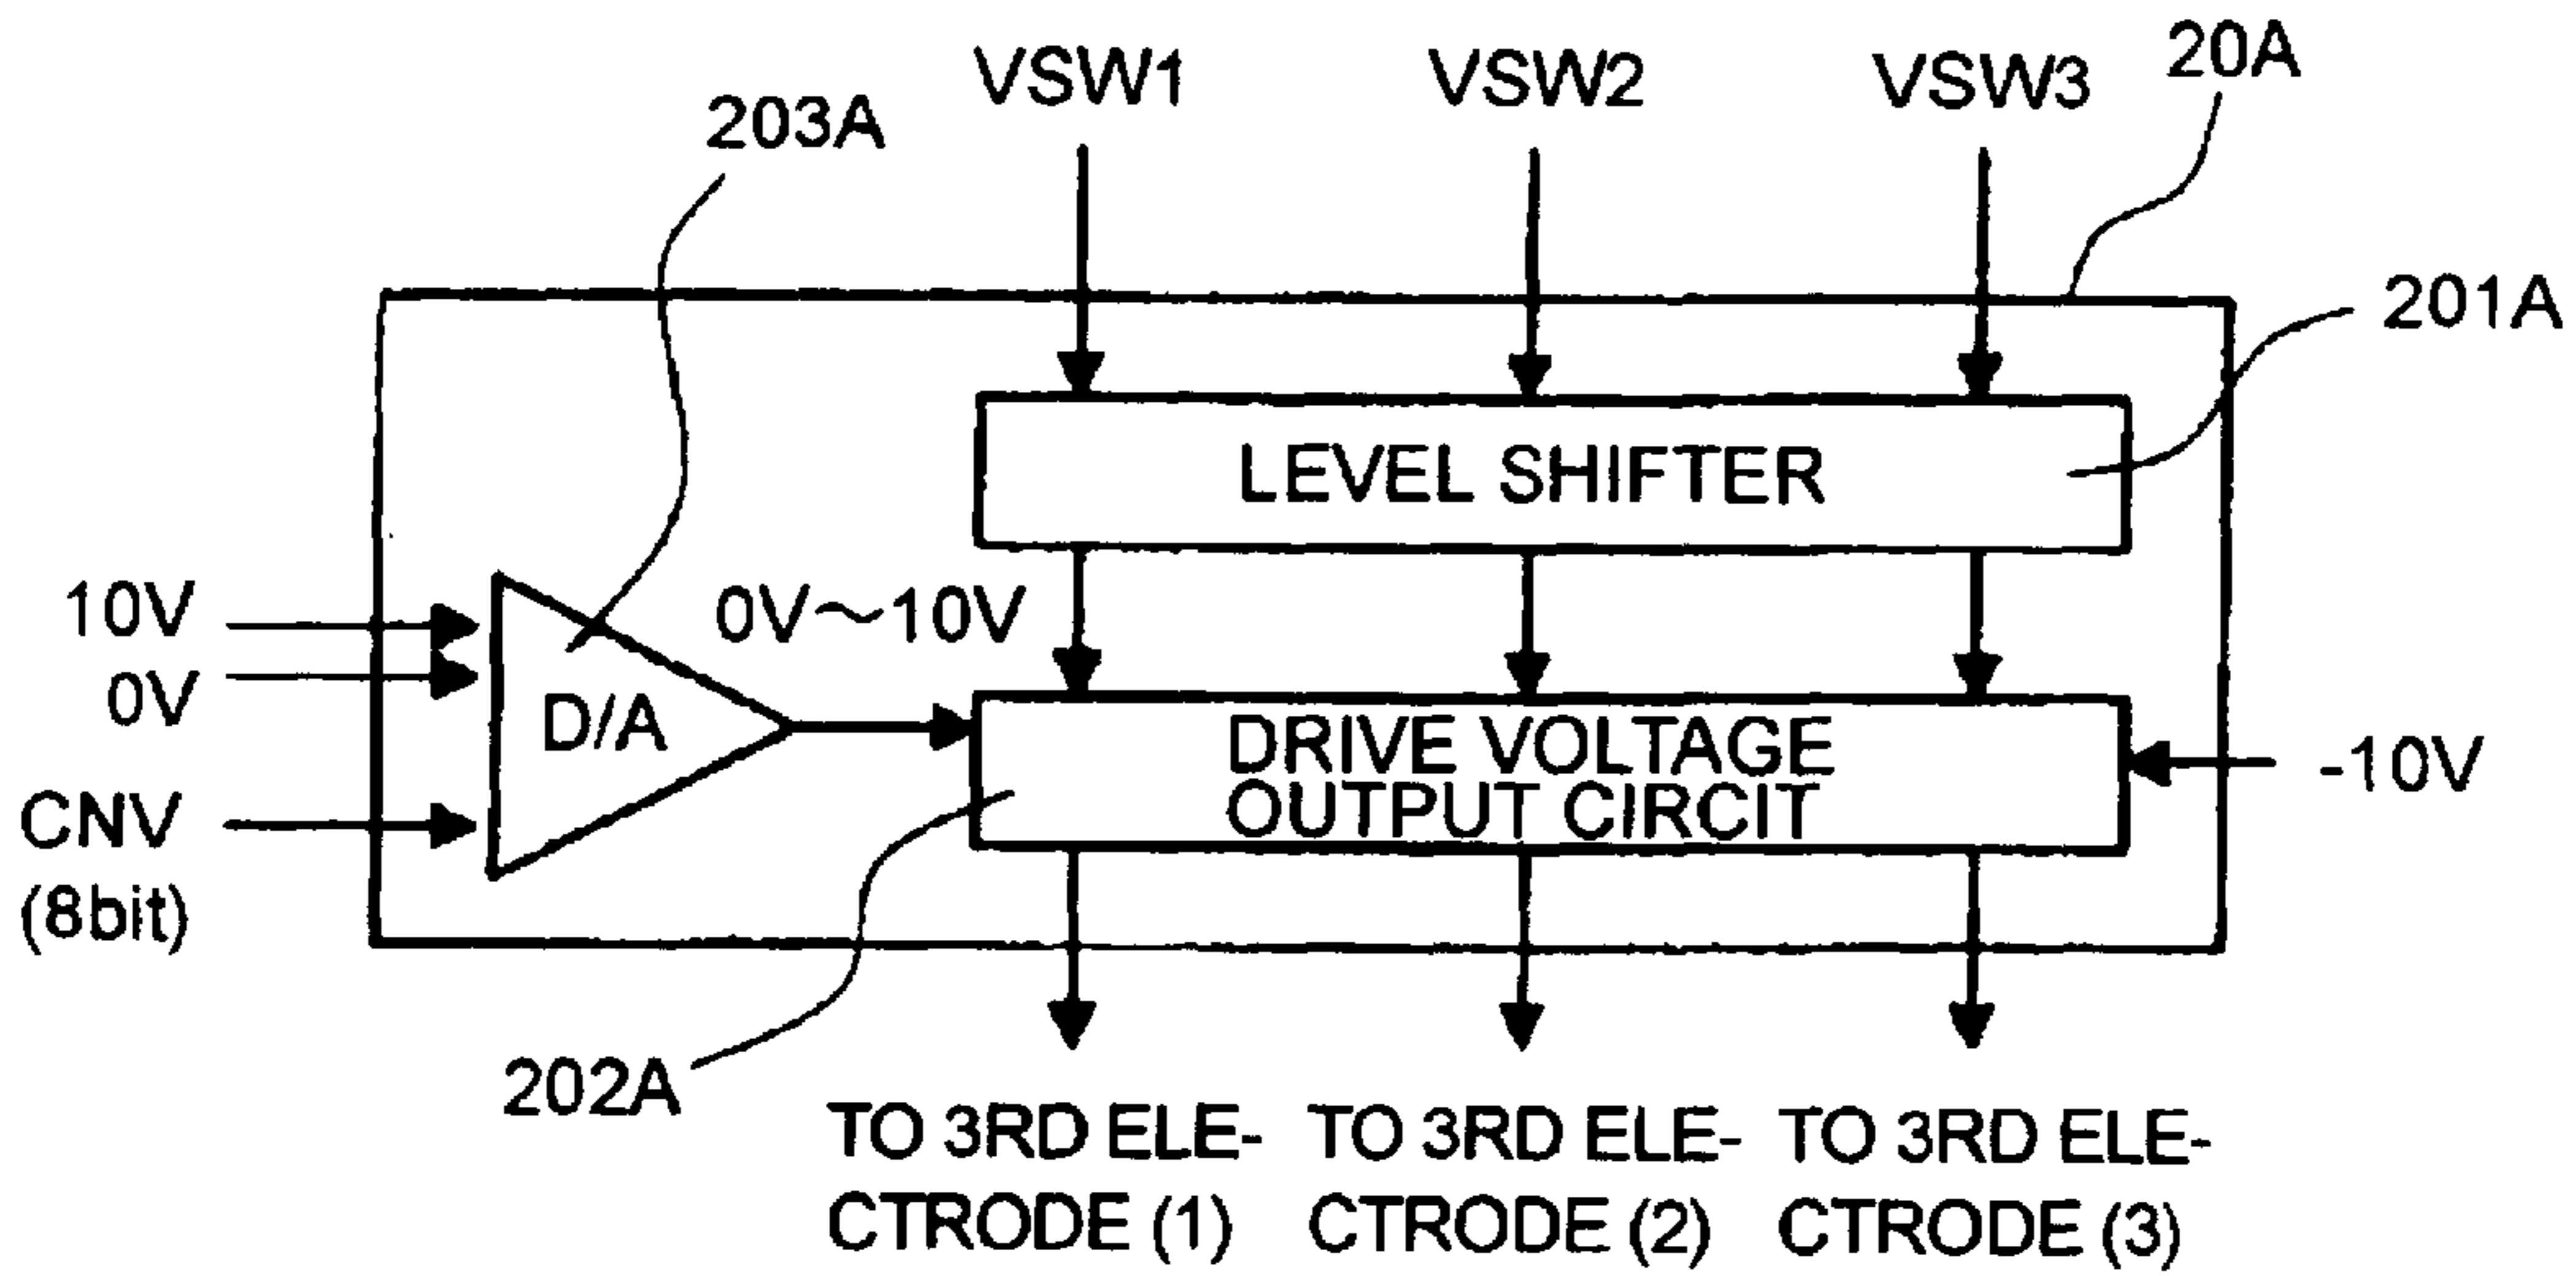 VSW1
VSW2
VSW3
20A
203A
201A
LEVEL SHIFTER
10V
0V
0V～10V
D/A
DRIVE VOLTAGE
OUTPUT CIRCIT
-10V
CNV
(8bit)
202A
TO 3RD ELE-
CTRODE (1)
TO 3RD ELE-
CTRODE (2)
TO 3RD ELE-
CTRODE (3)